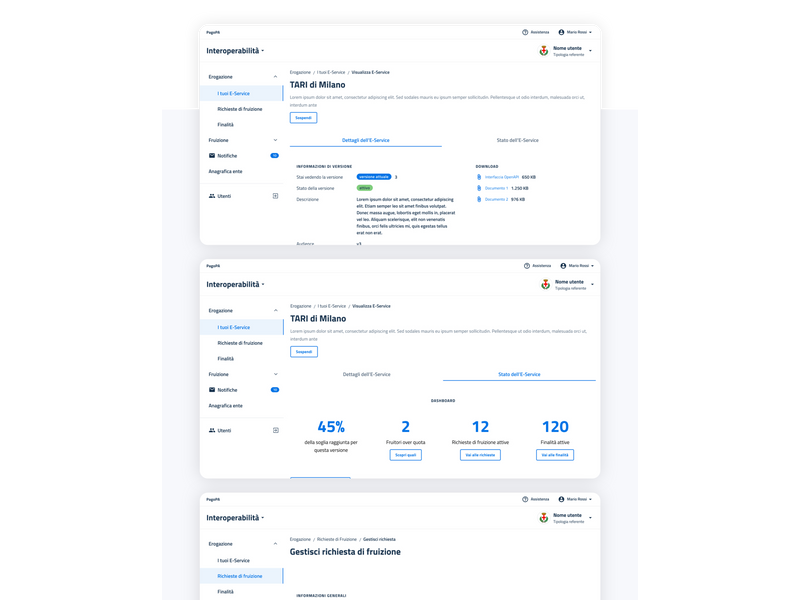 PagoPA
Assistenza
Mario Rossi
Interoperabilità
Nome utente
Tipologia referente
Erogazione
I tuoi E-Service
Richieste di fruizione
Finalità
Fruizione
Notifiche
Anagrafica ente
Utenti
Erogazione / I tuoi E-Service / Visualizza E-Service
TARI di Milano
Lorem ipsum dolor sit amet, consectetur adipiscing elit. Sed sodales mauris eu ipsum semper sollicitudin. Pellentesque ut odio interdum, malesuada orci ut,
interdum ante
Sospendi
Dettagli dell'E-Service
Stato dell'E-Service
INFORMAZIONI DI VERSIONE
Stai vedendo la versione
versione attuale
3
Stato della versione
attiva
Descrizione
Lorem ipsum dolor sit amet, consectetur adipiscing
elit. Etiam semper leo sit amet finibus volutpat.
Donec massa augue, lobortis eget mollis in, placerat
vel leo. Aliquam scelerisque, elit non venenatis
finibus, orci felis ultricies mi, quis egestas tellus
erat non erat.
Audience
v3
DOWNLOAD
Interfaccia OpenAPI 650 KB
Documento 1 1.250 KB
Documento 2 976 KB
PagoPA
Assistenza
Mario Rossi
Interoperabilità
Nome utente
Tipologia referente
Erogazione
I tuoi E-Service
Richieste di fruizione
Finalità
Fruizione
Notifiche
Anagrafica ente
Utenti
Erogazione / I tuoi E-Service / Visualizza E-Service
TARI di Milano
Lorem ipsum dolor sit amet, consectetur adipiscing elit. Sed sodales mauris eu ipsum semper sollicitudin. Pellentesque ut odio interdum, malesuada orci ut,
interdum ante
Sospendi
Dettagli dell'E-Service
Stato dell'E-Service
DASHBOARD
45%
della soglia raggiunta per
questa versione
2
Fruitori over quota
Scopri quali
12
Richieste di fruizione attive
Vai alle richieste
120
Finalità attive
Vai alle finalità
PagoPA
Assistenza
Mario Rossi
Interoperabilità
Nome utente
Tipologia referente
Erogazione
I tuoi E-Service
Richieste di fruizione
Finalità
Erogazione / Richieste di Fruizione / Gestisci richiesta
Gestisci richiesta di fruizione
INFORMAZIONI GENERALI